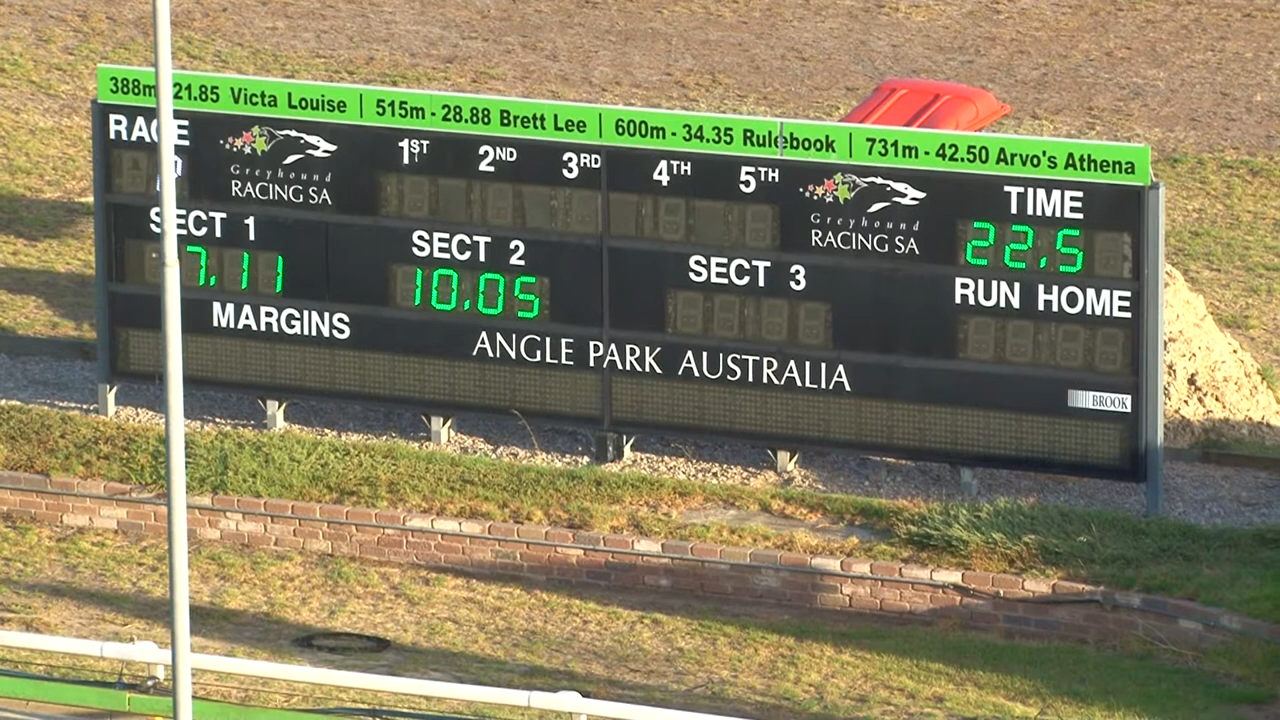 388m - 21.85 Victa Louise | 515m - 28.88 Brett Lee | 600m - 34.35 Rulebook | 731m - 42.50 Arvo's Athena
RACE
Greyhound
RACING SA
1ST 2ND 3RD 4TH 5TH
Greyhound
RACING SA
TIME
22.5
SECT 1
7.11
SECT 2
10.05
SECT 3
RUN HOME
MARGINS
ANGLE PARK AUSTRALIA
BROOK